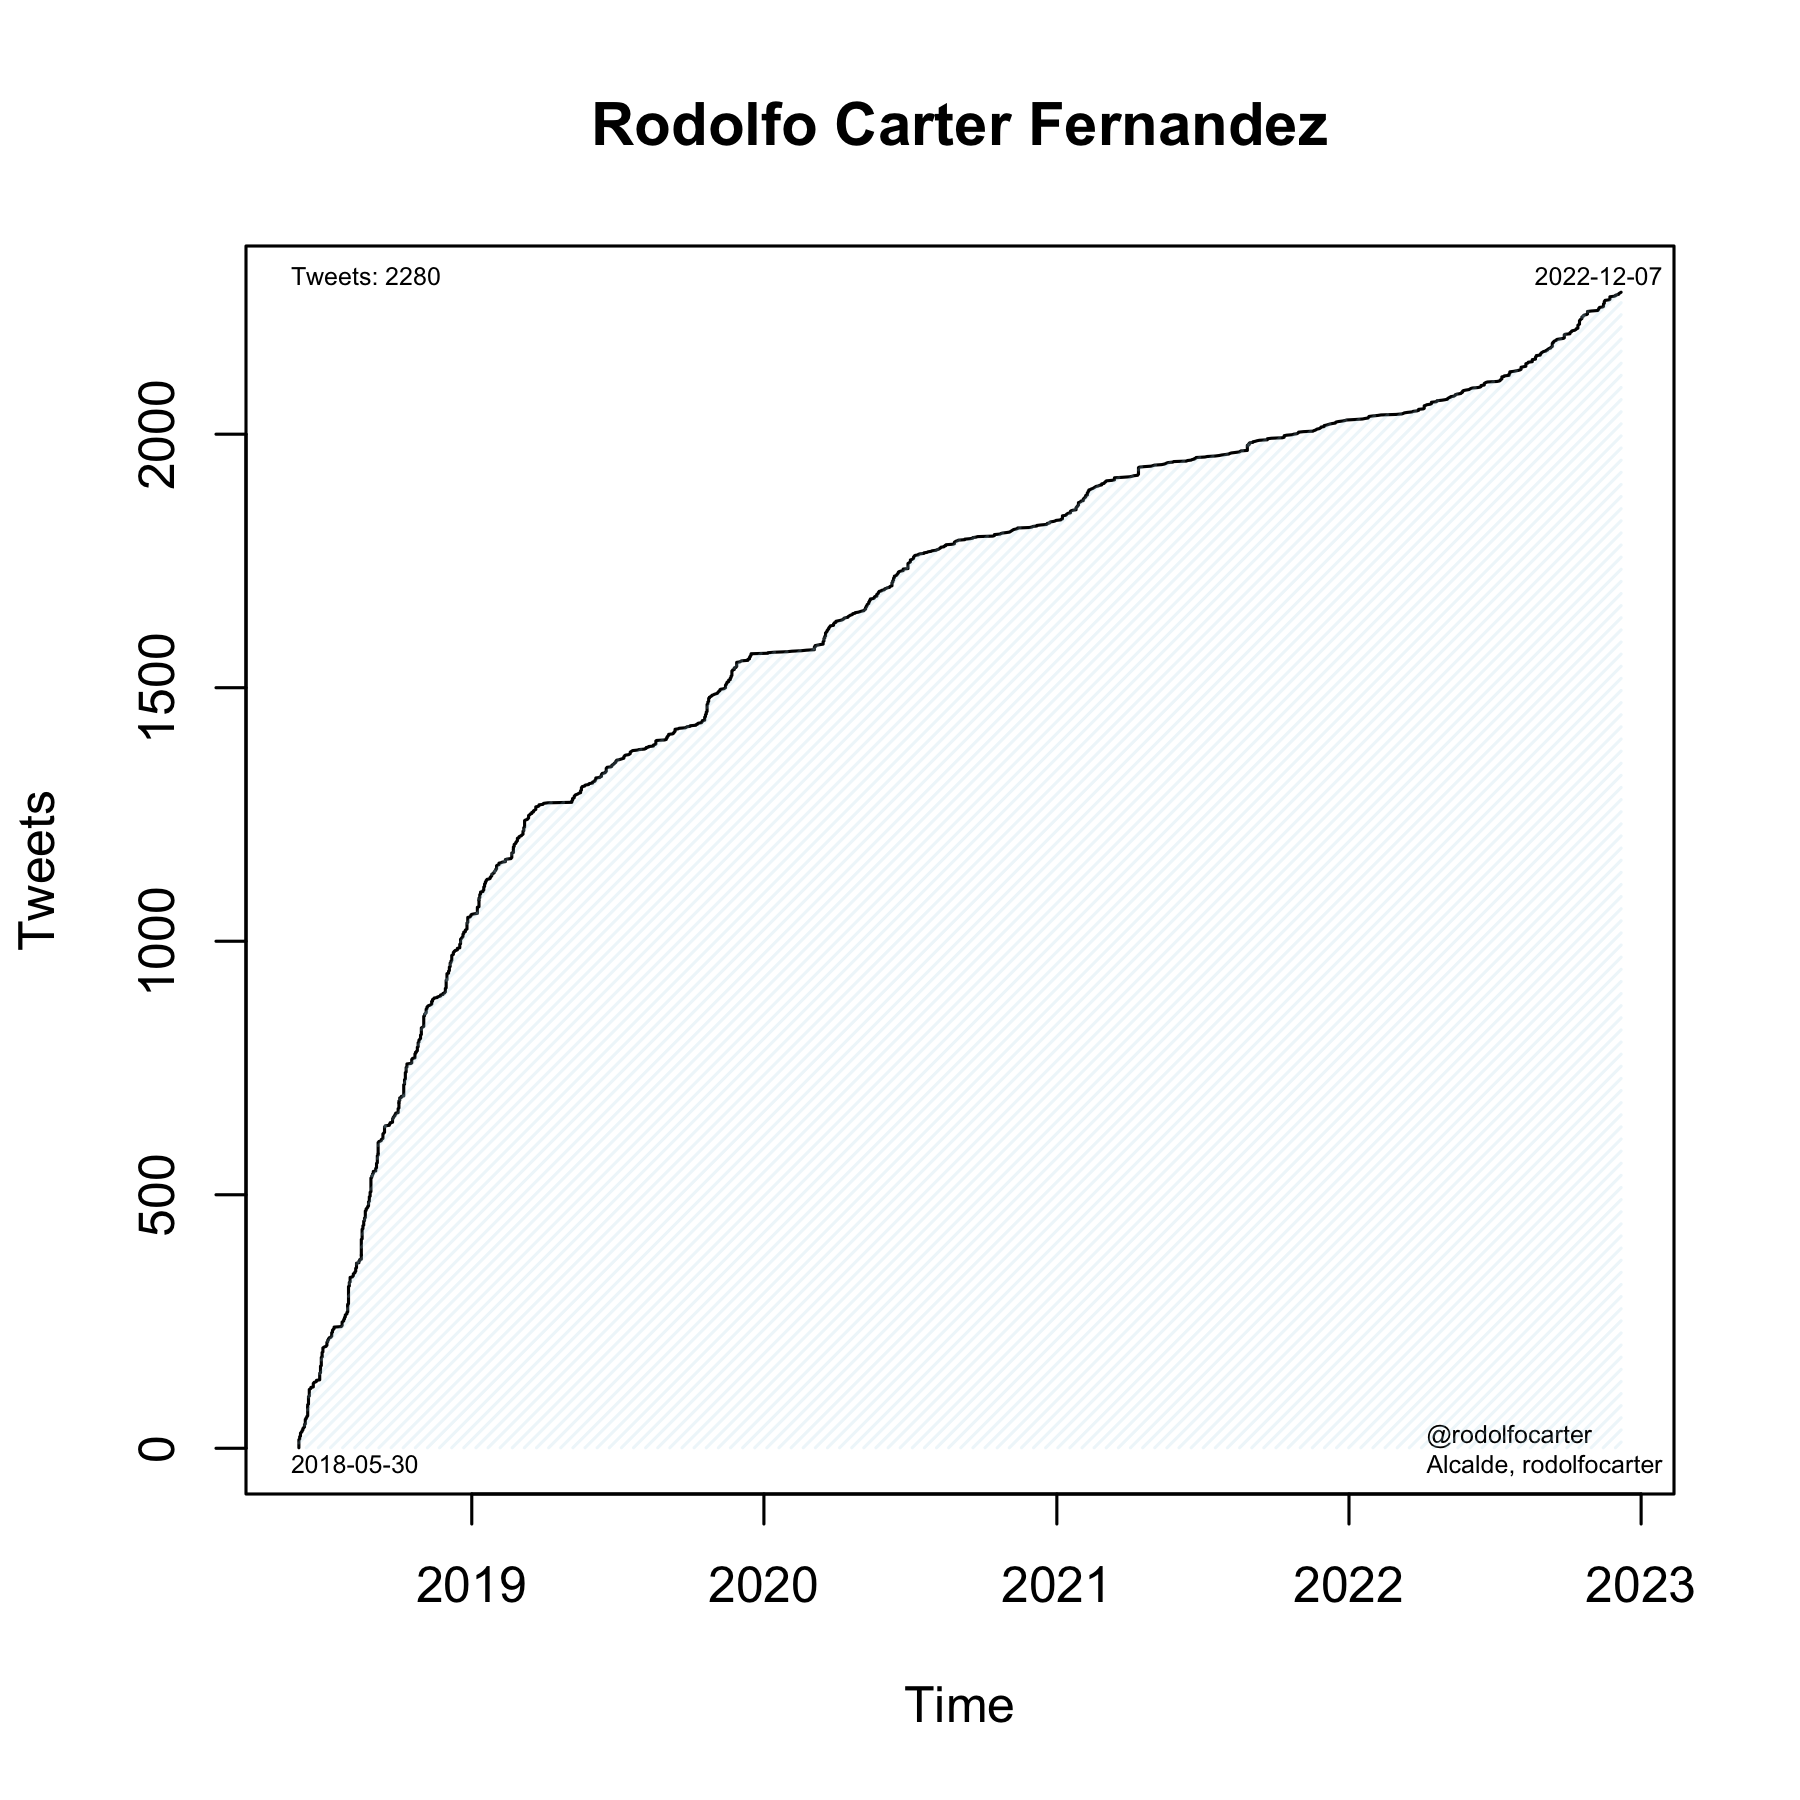 Rodolfo Carter Fernandez
Tweets: 2280
2022-12-07
Tweets
2000
1500
1000
500
0
@rodolfocarter
Alcalde, rodolfocarter
2018-05-30
2019
2020
2021
2022
2023
Time